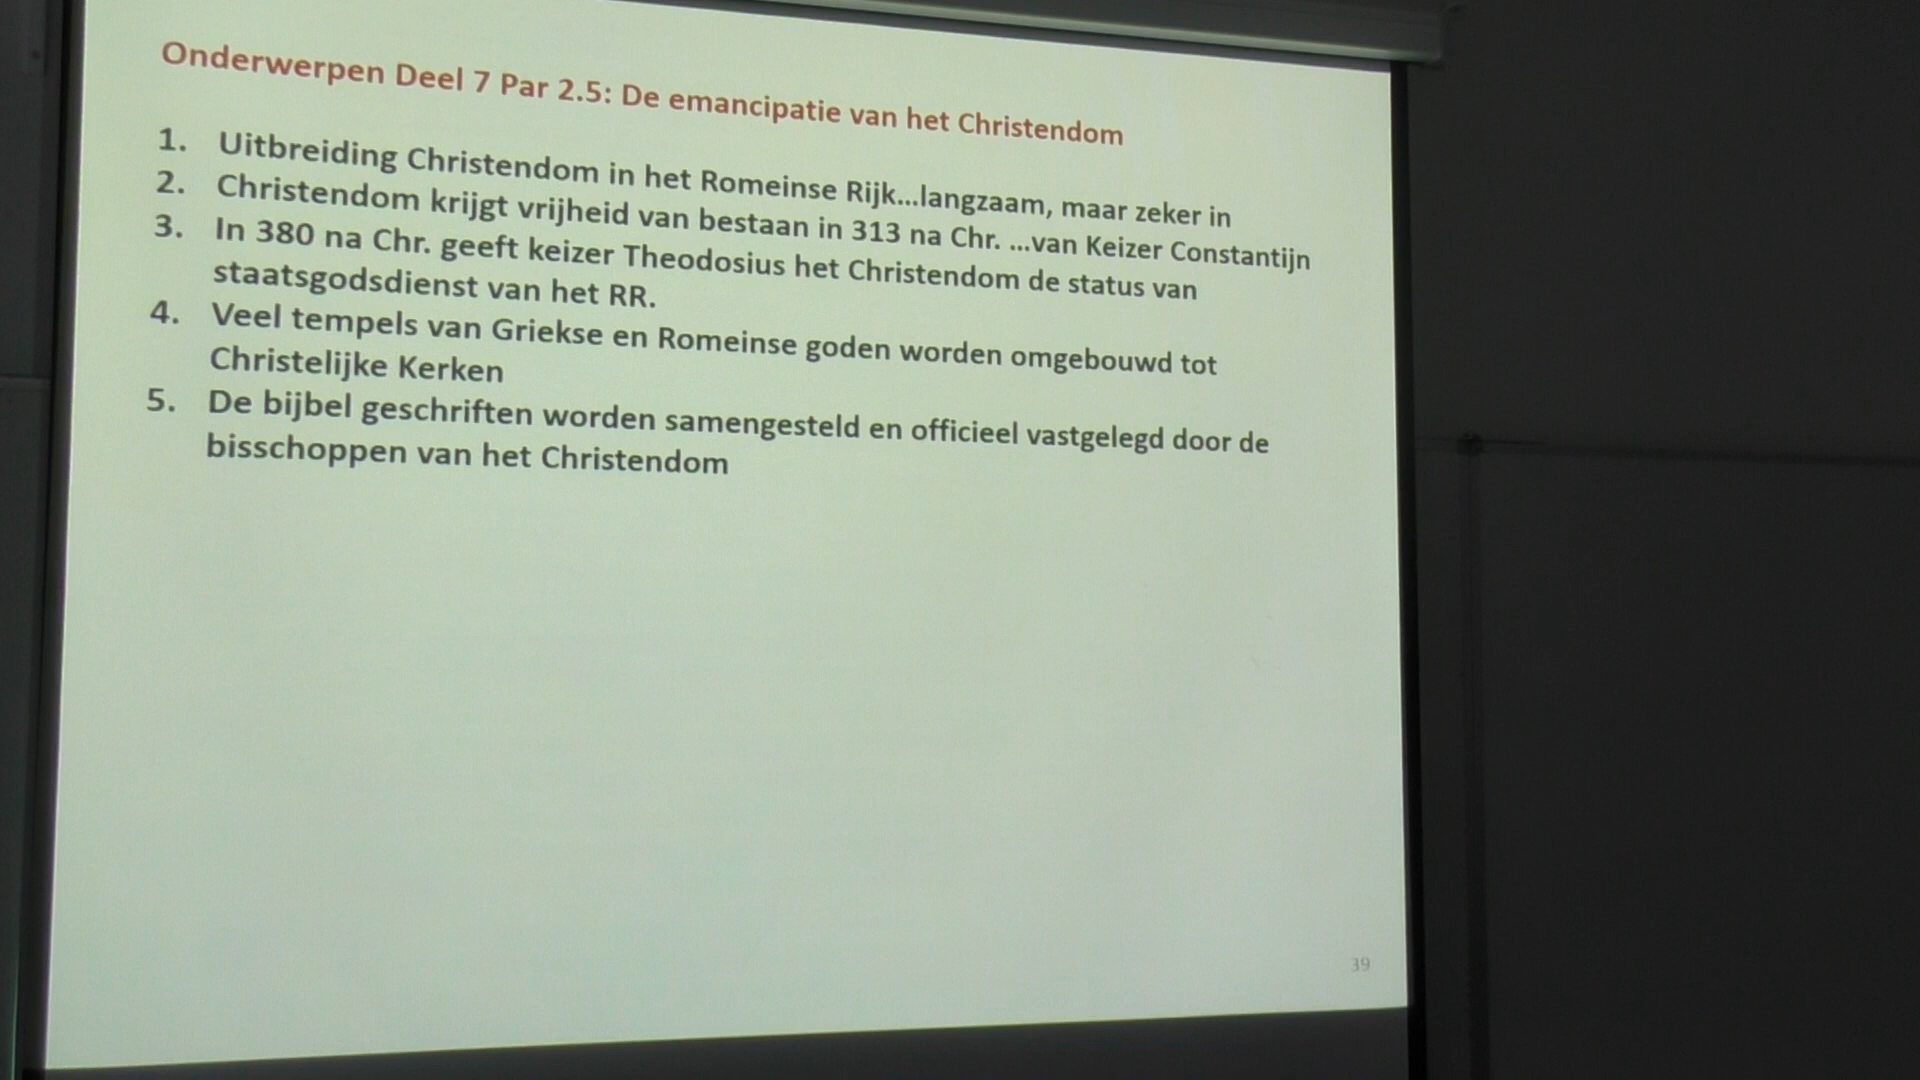 Onderwerpen Deel 7 Par 2.5: De emancipatie van het Christendom
1. Uitbreiding Christendom in het Romeinse Rijk...langzaam, maar zeker in
2. Christendom krijgt vrijheid van bestaan in 313 na Chr. ...van Keizer Constantijn
3. In 380 na Chr. geeft keizer Theodosius het Christendom de status van
staatsgodsdienst van het RR.
4. Veel tempels van Griekse en Romeinse goden worden omgebouwd tot
Christelijke Kerken
5. De bijbel geschriften worden samengesteld en officieel vastgelegd door de
bisschoppen van het Christendom
39